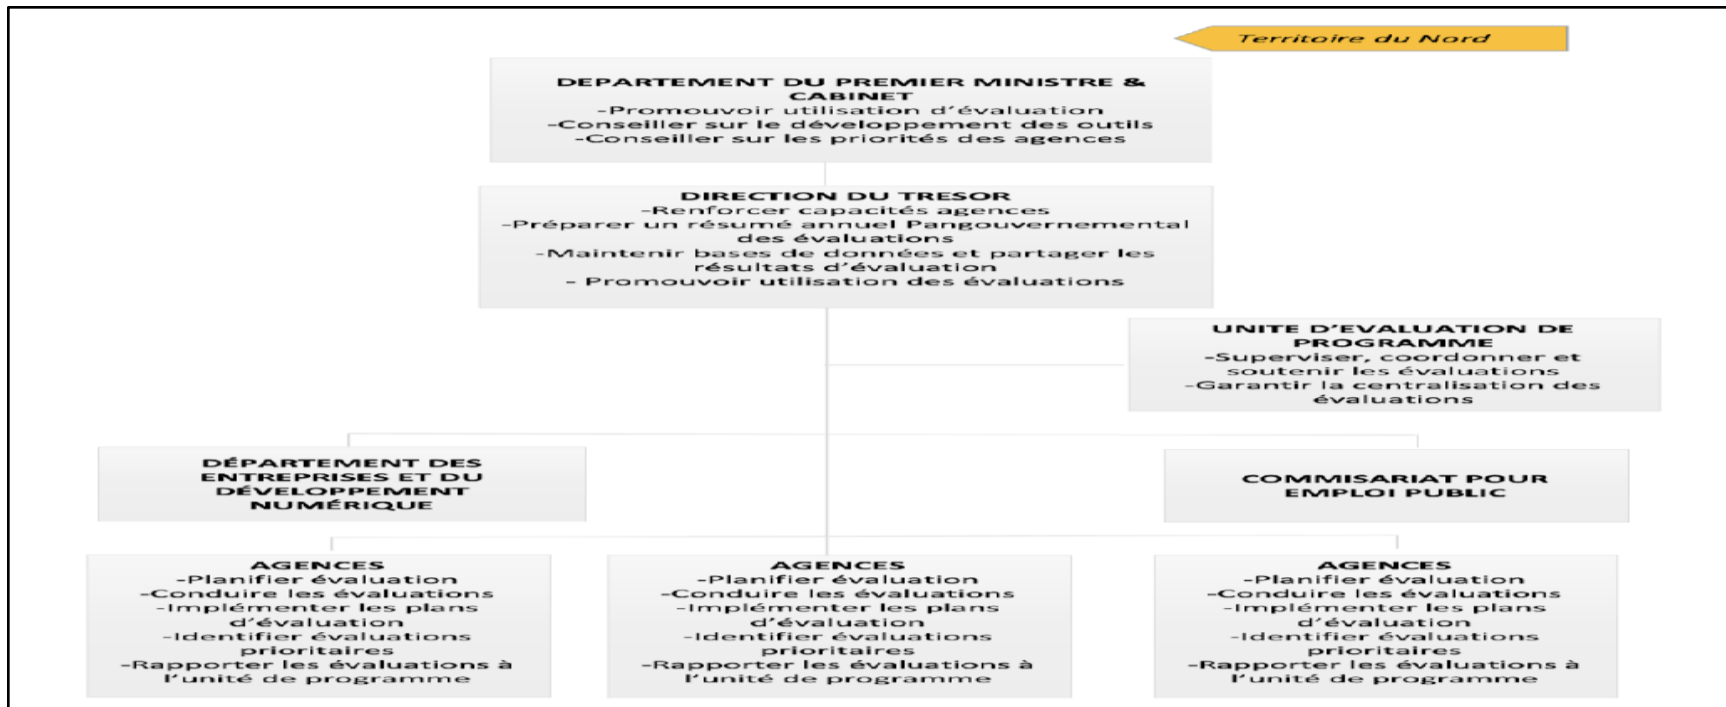 Territoire du Nord
DEPARTEMENT DU PREMIER MINISTRE &
CABINET
-Promouvoir utilisation d'évaluation
-Conseiller sur le développement des outils
-Conseiller sur les priorités des agences
DIRECTION DU TRESOR
-Renforcer capacités agences
-Préparer un résumé annuel Pangouvernemental
des évaluations
-Maintenir bases de données et partager les
résultats d'évaluation
- Promouvoir utilisation des évaluations
UNITE D'EVALUATION DE
PROGRAMME
-Superviser, coordonner et
soutenir les évaluations
-Garantir la centralisation des
évaluations
DÉPARTEMENT DES
ENTREPRISES ET DU
DÉVELOPPEMENT
NUMÉRIQUE
COMMISARIAT POUR
EMPLOI PUBLIC
AGENCES
-Planifier évaluation
-Conduire les évaluations
-Implémenter les plans
d'évaluation
-Identifier évaluations
prioritaires
-Rapporter les évaluations à
l'unité de programme
AGENCES
-Planifier évaluation
-Conduire les évaluations
-Implémenter les plans
d'évaluation
-Identifier évaluations
prioritaires
-Rapporter les évaluations à
l'unité de programme
AGENCES
-Planifier évaluation
-Conduire les évaluations
-Implémenter les plans
d'évaluation
-Identifier évaluations
prioritaires
-Rapporter les évaluations à
l'unité de programme